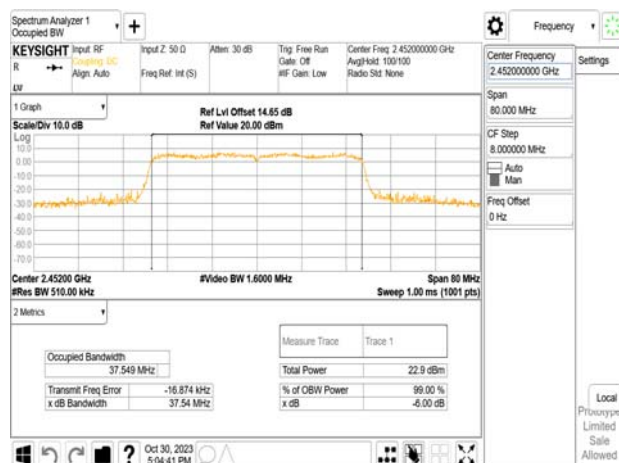 Spectrum Analyzer 1
Occupied BW
Frequency
KEYSIGHT
R
LXI
Input: RF
Coupling: DC
Align: Auto
Input Z: 50 Ω
Freq Ref: Int (S)
Atten: 30 dB
Trig: Free Run
Gate: Off
#IF Gain: Low
Center Freq: 2.452000000 GHz
Avg|Hold: 100/100
Radio Std: None
Center Frequency
2.452000000 GHz
Settings
Span
80.000 MHz
CF Step
8.000000 MHz
Auto
Man
Freq Offset
0 Hz
1 Graph
Scale/Div 10.0 dB
Ref Lvl Offset 14.65 dB
Ref Value 20.00 dBm
Log
10.0
0.00
-10.0
-20.0
-30.0
-40.0
-50.0
-60.0
-70.0
Center 2.45200 GHz
#Res BW 510.00 kHz
#Video BW 1.6000 MHz
Span 80 MHz
Sweep 1.00 ms (1001 pts)
2 Metrics
Measure Trace Trace 1
Occupied Bandwidth
37.549 MHz
Total Power 22.9 dBm
Transmit Freq Error -16.874 kHz
% of OBW Power 99.00 %
x dB Bandwidth 37.54 MHz
x dB -6.00 dB
Local
Prototype
Limited
Sale
Allowed
?
Oct 30, 2023
5:04:41 PM